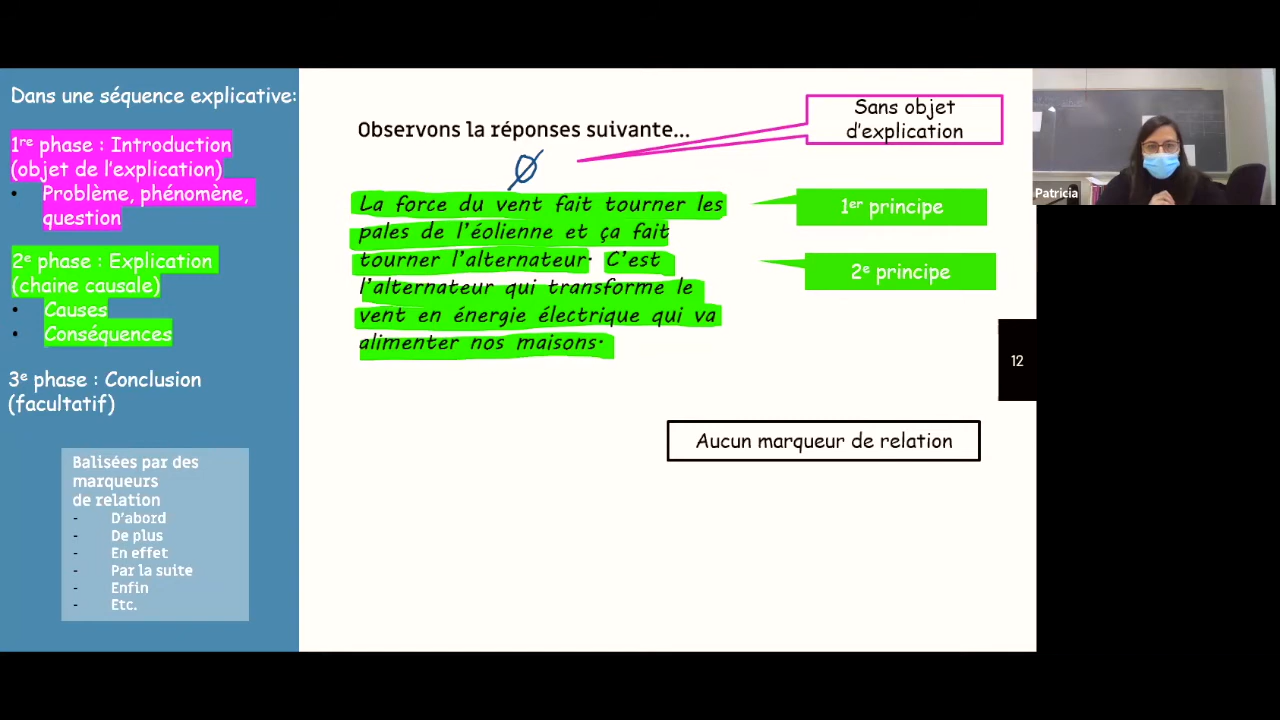 Dans une séquence explicative:
1re phase : Introduction
(objet de l'explication)
• Problème, phénomène,
question
2e phase : Explication
(chaine causale)
• Causes
• Conséquences
3e phase : Conclusion
(facultatif)
Balisées par des
marqueurs
de relation
- D'abord
- De plus
- En effet
- Par la suite
- Enfin
- Etc.
Observons la réponses suivante...
Ø
Sans objet
d'explication
La force du vent fait tourner les
pales de l'éolienne et ça fait
tourner l'alternateur. C'est
l'alternateur qui transforme le
vent en énergie électrique qui va
alimenter nos maisons.
1er principe
2e principe
Aucun marqueur de relation
12
Patricia